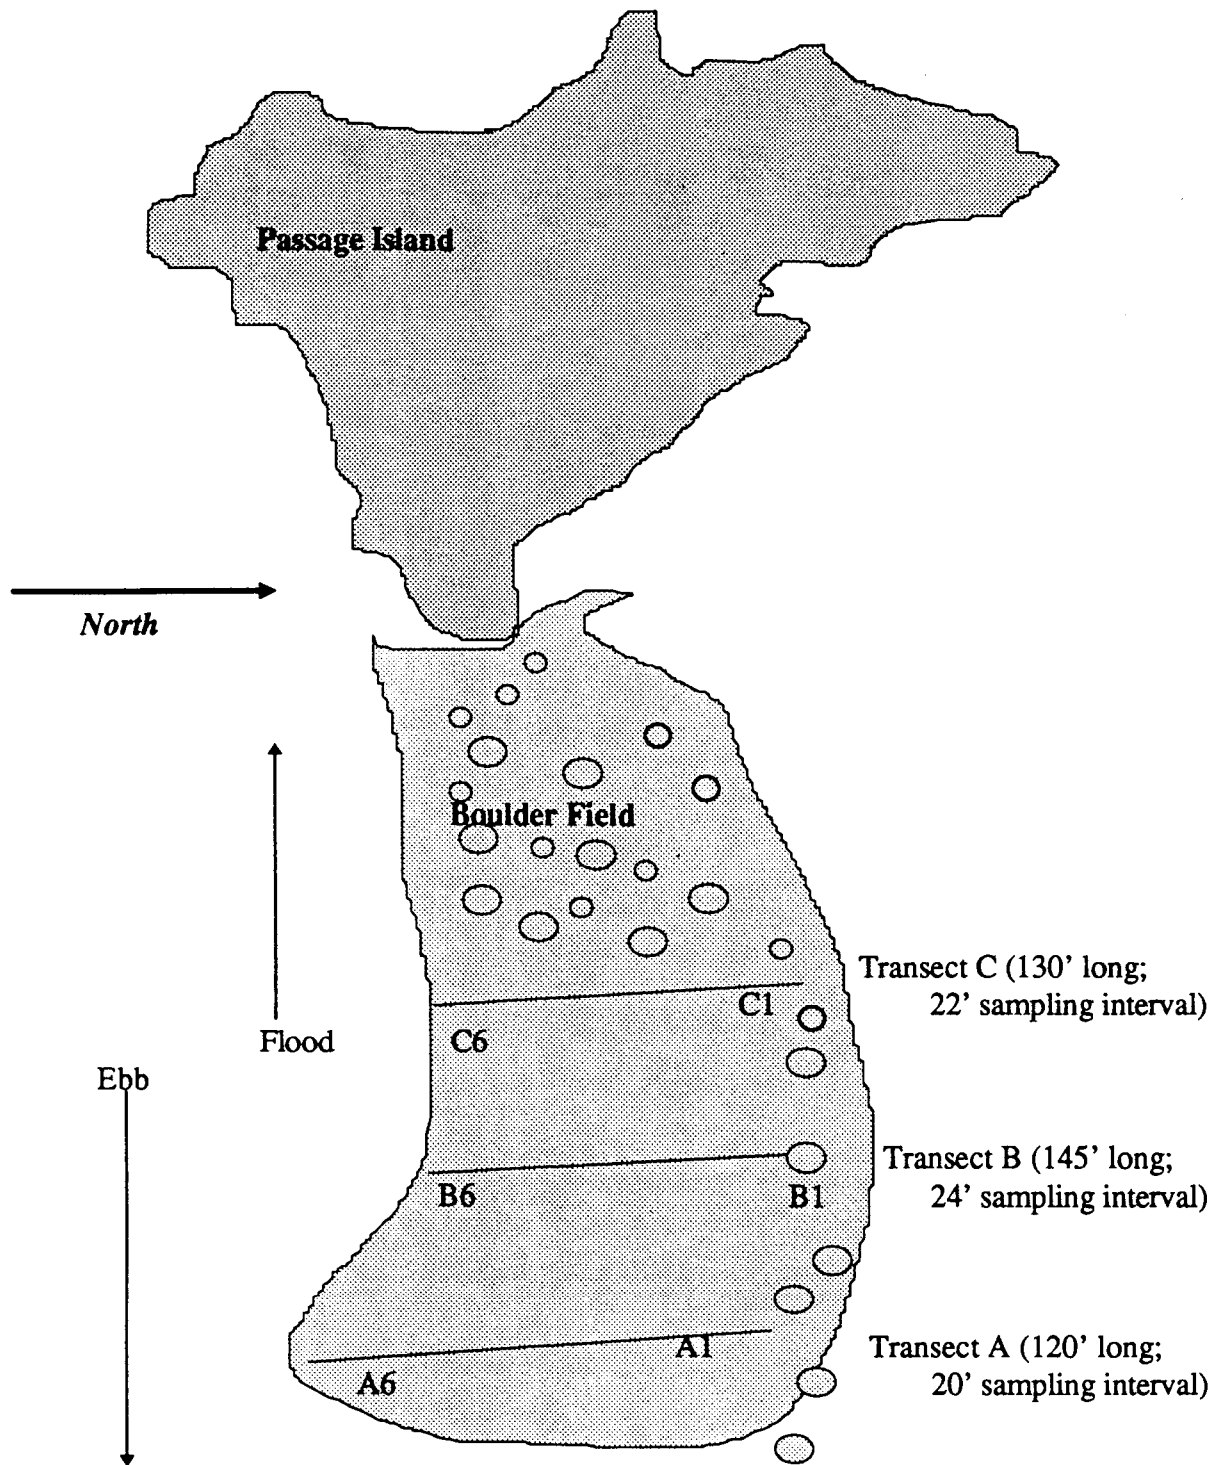 Passage Island
North
Boulder Field
Transect C (130’ long;
22’ sampling interval)
C1
C6
Flood
Ebb
Transect B (145’ long;
24’ sampling interval)
B6
B1
Transect A (120’ long;
20’ sampling interval)
A1
A6